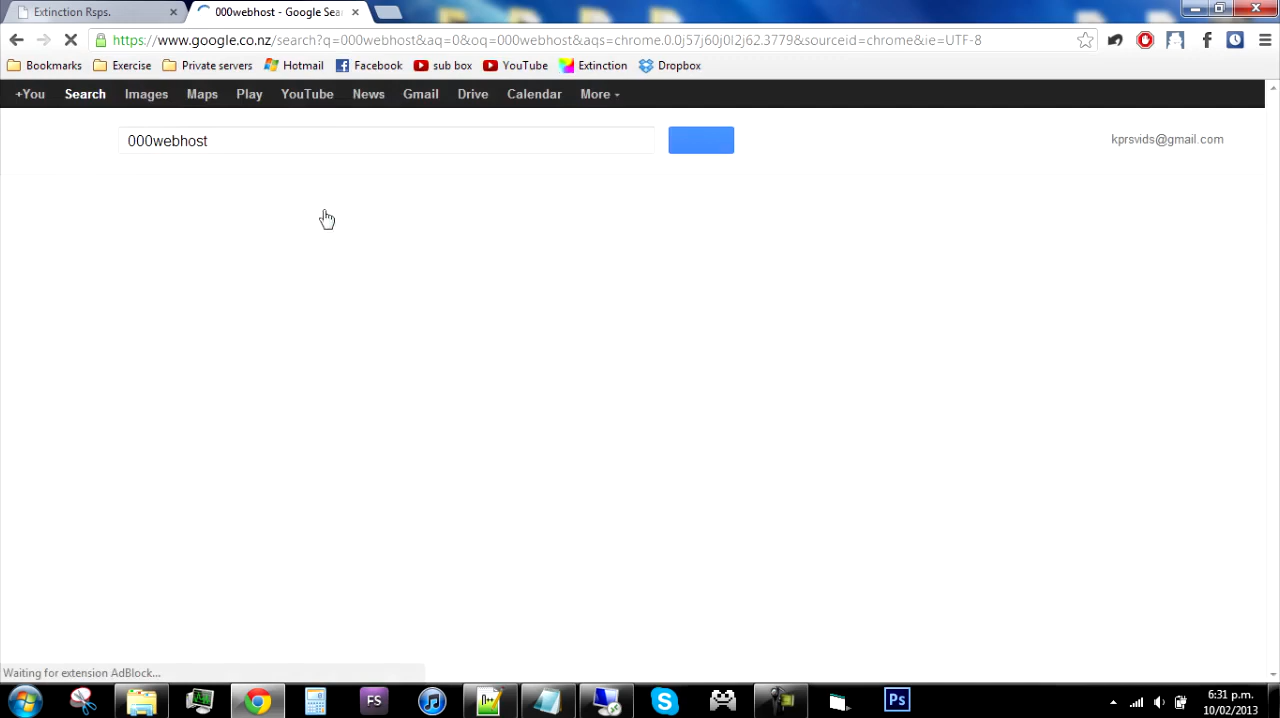 Extinction Rsps.
000webhost - Google Sea
https://www.google.co.nz/search?q=000webhost&aq=0&oq=000webhost&aqs=chrome.0.0j57j60j0l2j62.3779&sourceid=chrome&ie=UTF-8
Bookmarks Exercise Private servers Hotmail Facebook sub box YouTube Extinction Dropbox
+You Search Images Maps Play YouTube News Gmail Drive Calendar More
000webhost
kprsvids@gmail.com
Waiting for extension AdBlock...
FS
N++
Ps
6:31 p.m.
10/02/2013